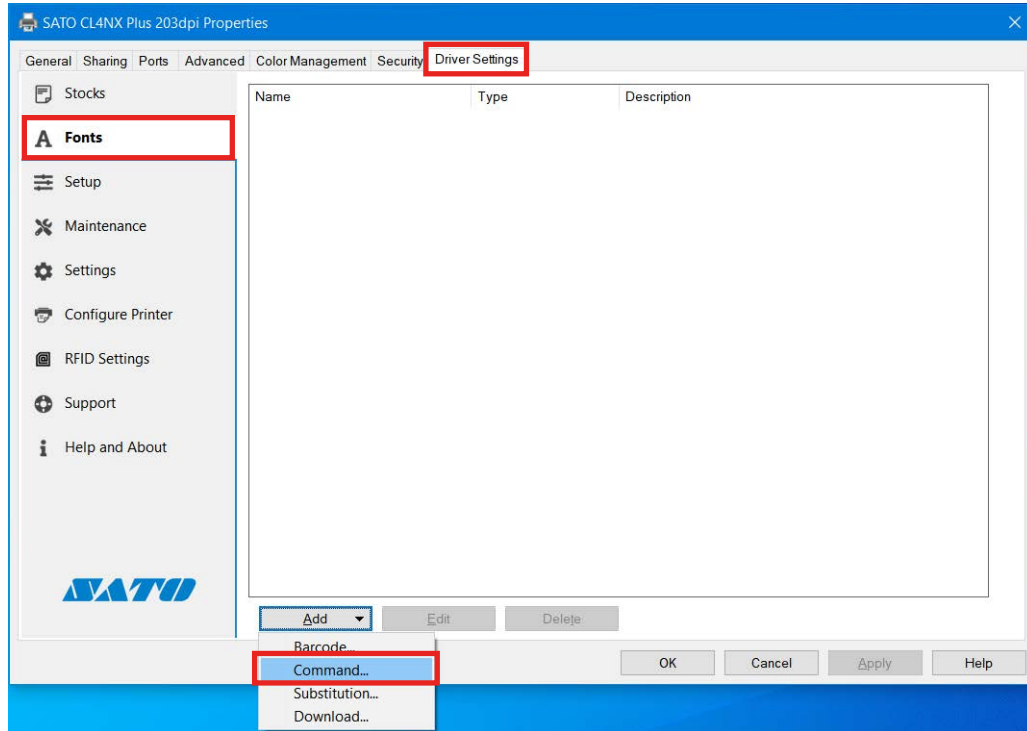 SATO CL4NX Plus 203dpi Properties
General Sharing Ports Advanced Color Management Security Driver Settings
Stocks
Fonts
Setup
Maintenance
Settings
Configure Printer
RFID Settings
Support
Help and About
SATO
Name Type Description
Add Edit Delete
Barcode...
Command...
Substitution...
Download...
OK Cancel Apply Help